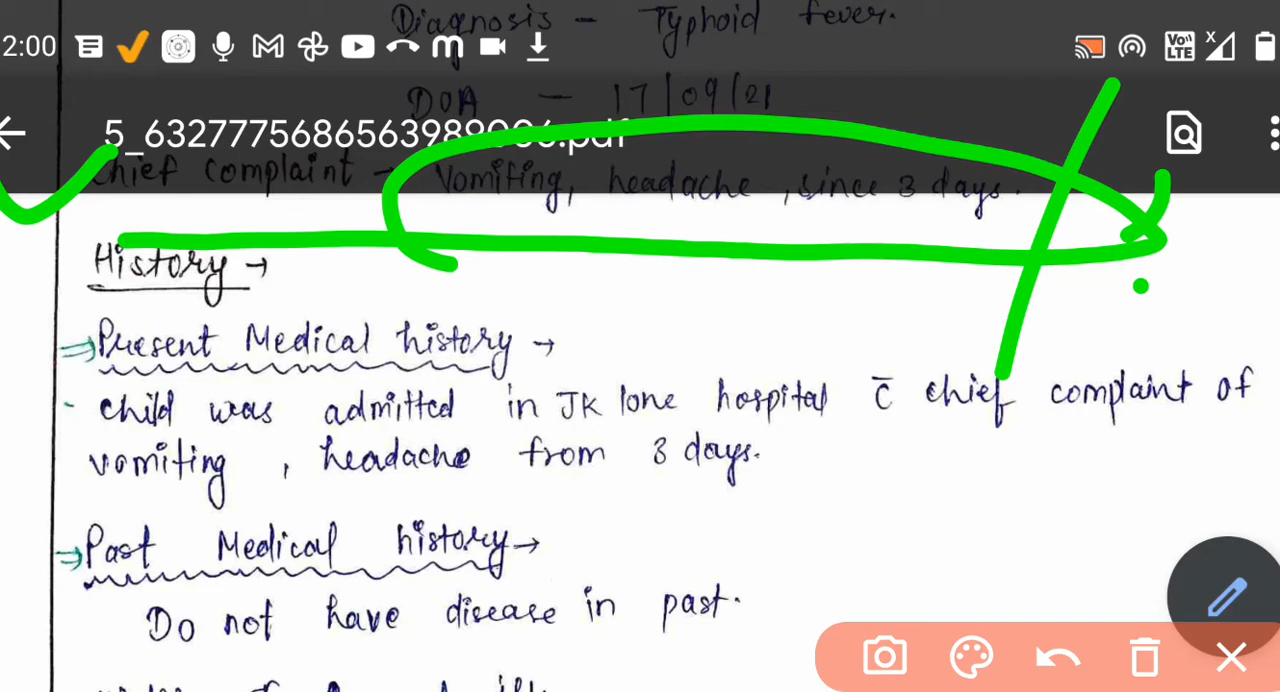 Diagnosis - Typhoid fever.
2:00
DOA - 17/09/21
5_6327775686563989006.pdf
Chief complaint - Vomiting, headache, since 3 days.
History →
⇒ Present Medical history →
- child was admitted in JK lone hospital c̄ chief complaint of
vomiting, headache from 3 days.
⇒ Past Medical history →
Do not have disease in past.